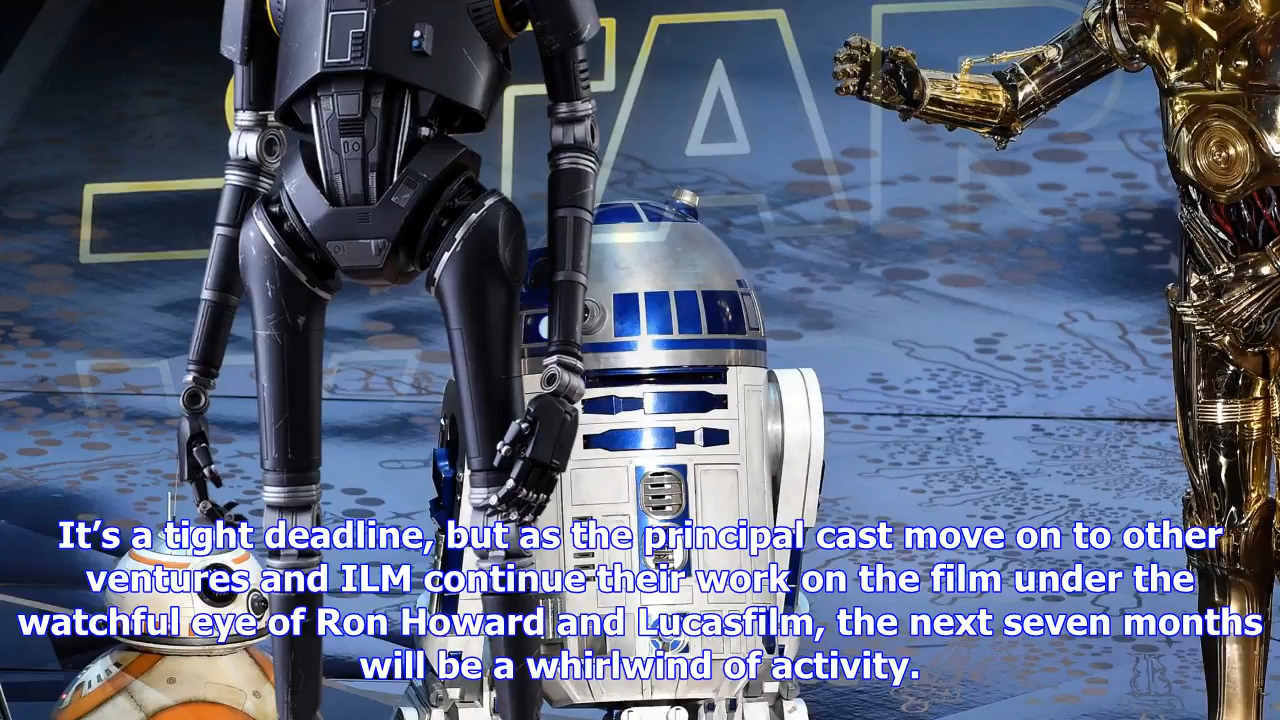 STAR
It's a tight deadline, but as the principal cast move on to other
ventures and ILM continue their work on the film under the
watchful eye of Ron Howard and Lucasfilm, the next seven months
will be a whirlwind of activity.